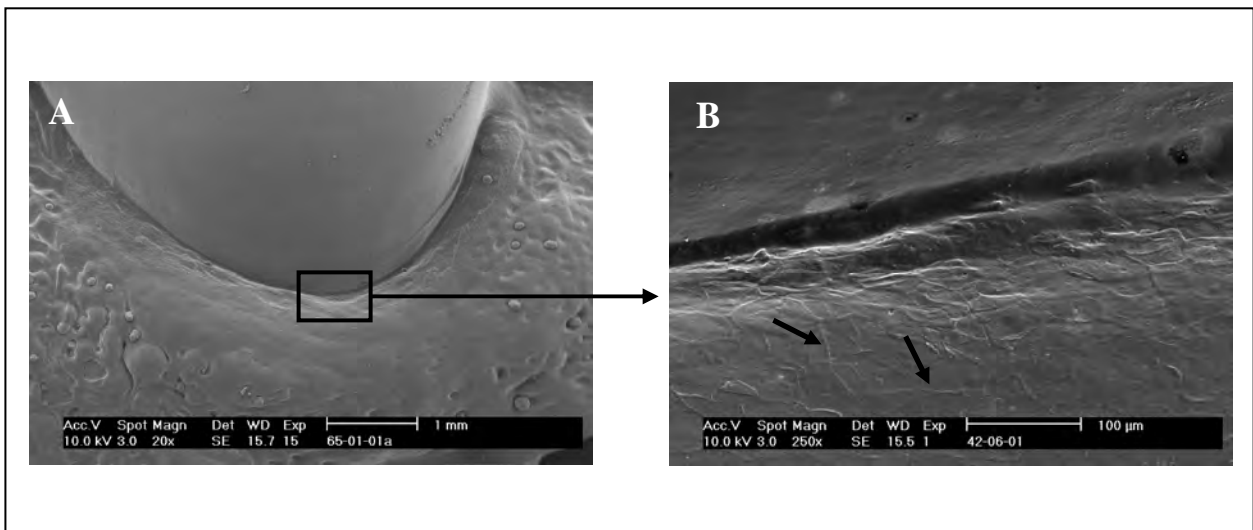 A
Acc.V Spot Magn Det WD Exp 1 mm
10.0 kV 3.0 20x SE 15.7 15 65-01-01a
B
Acc.V Spot Magn Det WD Exp 100 µm
10.0 kV 3.0 250x SE 15.5 1 42-06-01